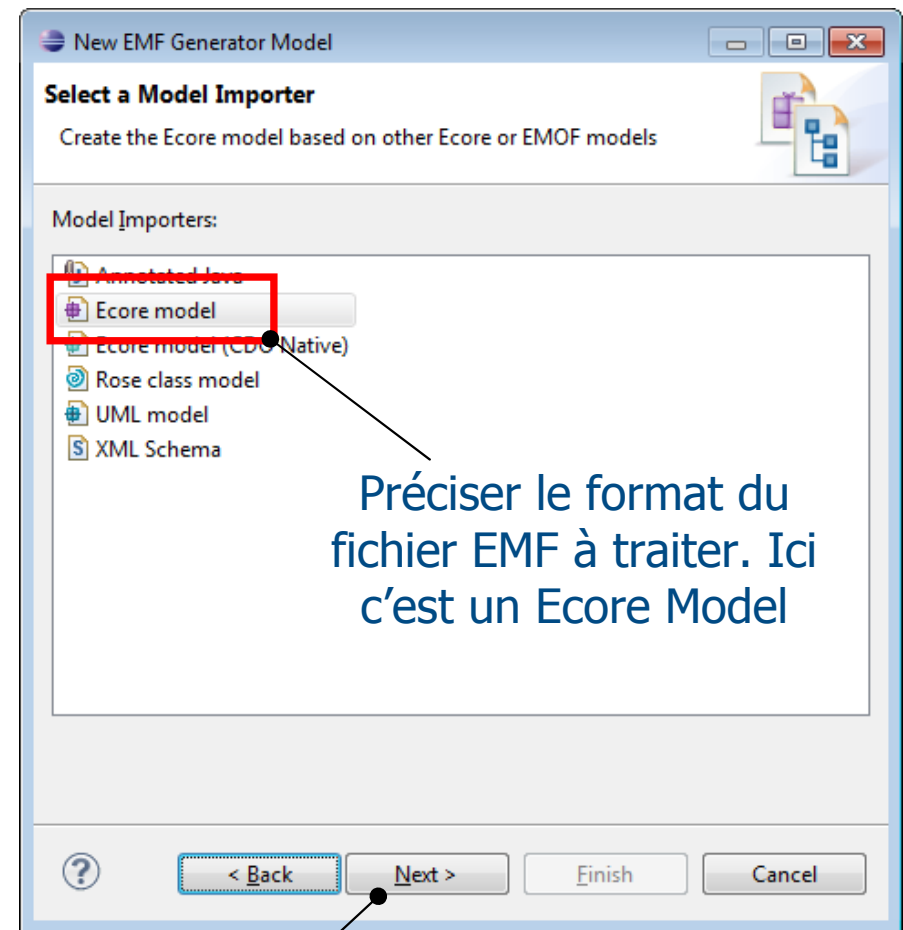 New EMF Generator Model
Select a Model Importer
Create the Ecore model based on other Ecore or EMOF models
Model Importers:
Annotated Java
Ecore model
Ecore model (CDO Native)
Rose class model
UML model
XML Schema
Préciser le format du
fichier EMF à traiter. Ici
c’est un Ecore Model
?
< Back
Next >
Finish
Cancel